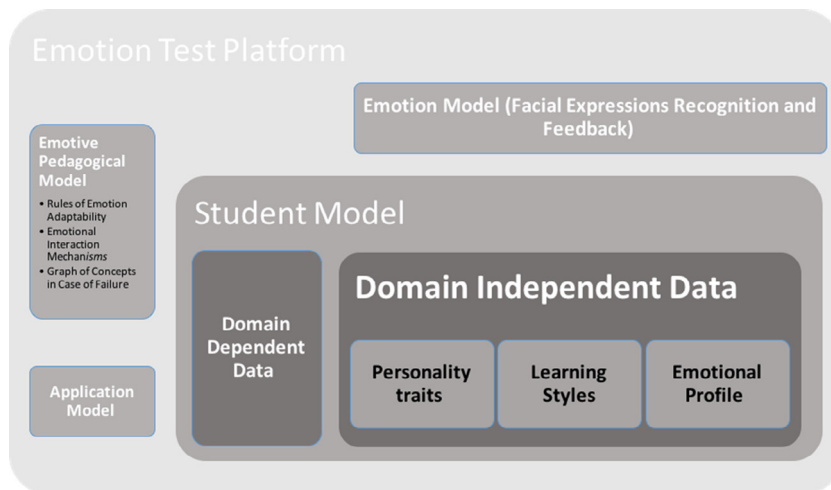 Emotion Test Platform
Emotion Model (Facial Expressions Recognition and
Feedback)
Emotive
Pedagogical
Model
• Rules of Emotion
Adaptability
• Emotional
Interaction
Mechanisms
• Graph of Concepts
in Case of Failure
Application
Model
Student Model
Domain
Dependent
Data
Domain Independent Data
Personality
traits
Learning
Styles
Emotional
Profile